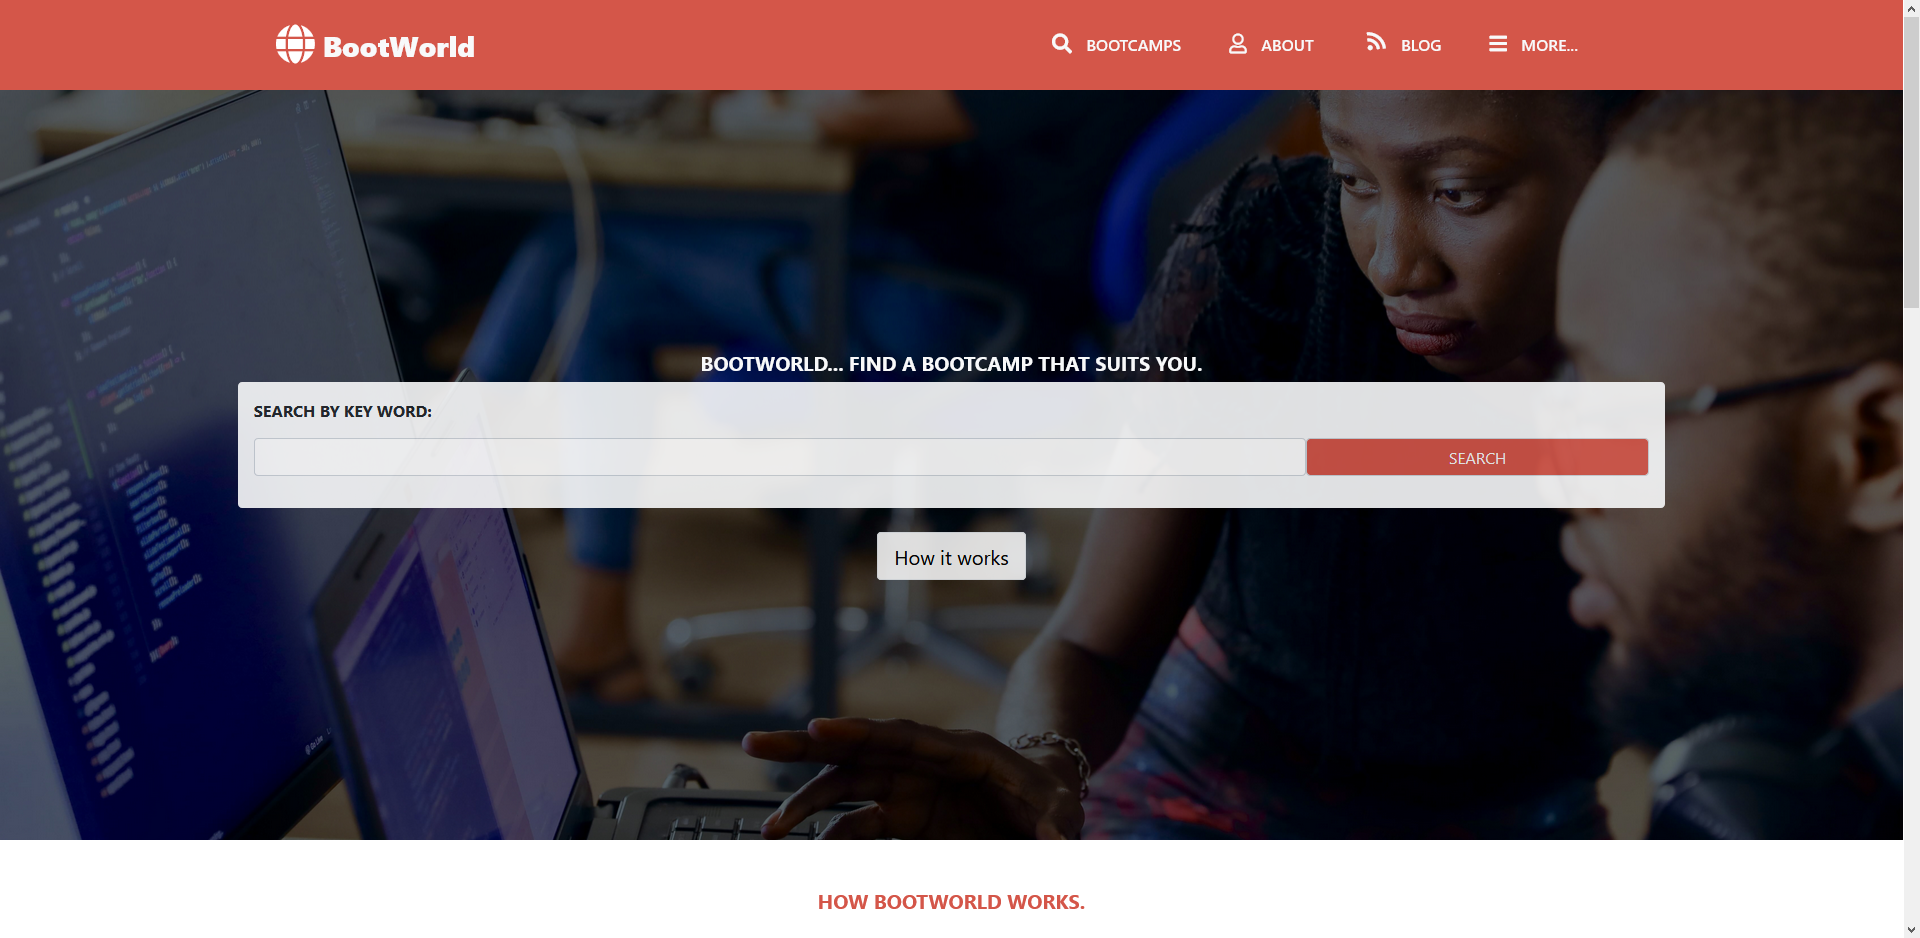 BootWorld
BOOTCAMPS
ABOUT
BLOG
MORE...
BOOTWORLD... FIND A BOOTCAMP THAT SUITS YOU.
SEARCH BY KEY WORD:
SEARCH
How it works
HOW BOOTWORLD WORKS.